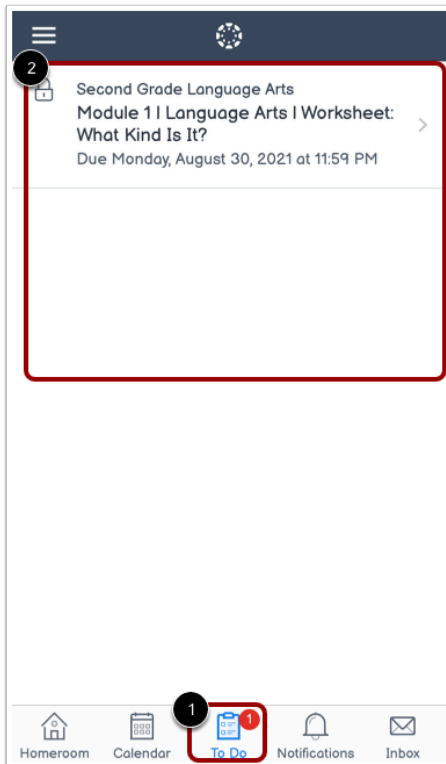 2
Second Grade Language Arts
Module 1 I Language Arts I Worksheet:
What Kind Is It?
Due Monday, August 30, 2021 at 11:59 PM
1
1
Homeroom Calendar To Do Notifications Inbox